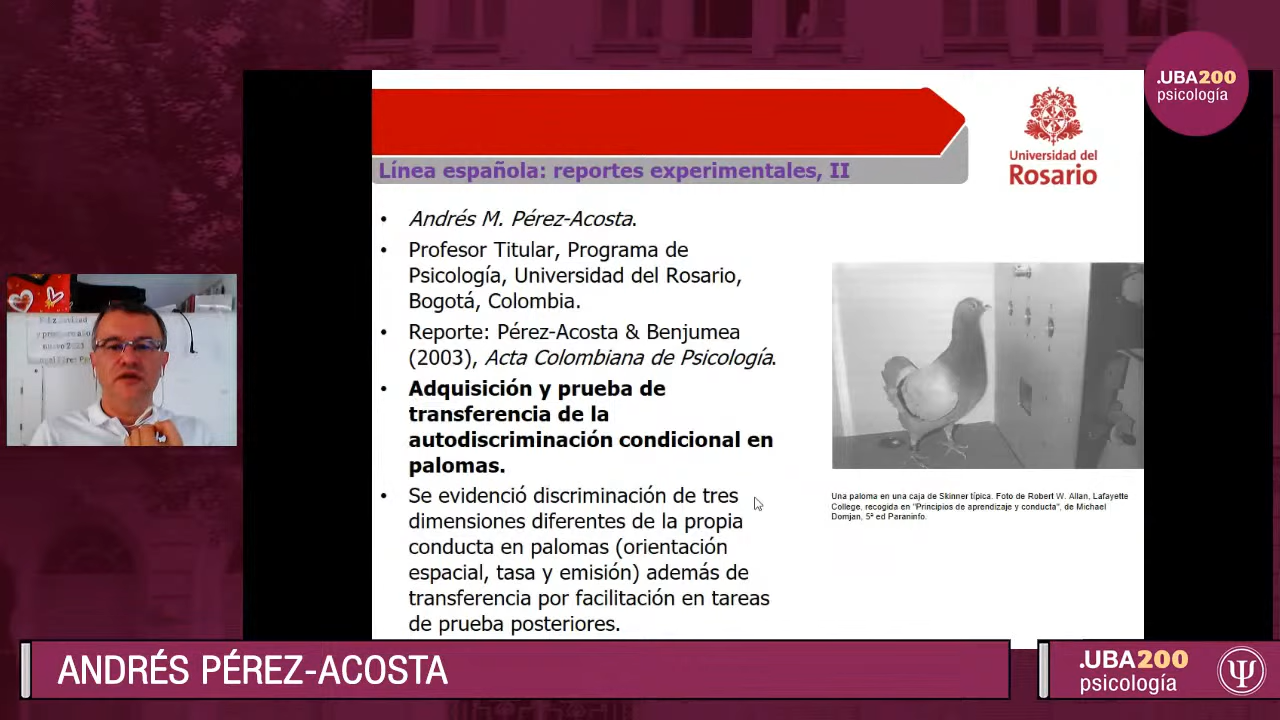 .UBA200
psicología
Universidad del
Rosario
Línea española: reportes experimentales, II
• Andrés M. Pérez-Acosta.
• Profesor Titular, Programa de
Psicología, Universidad del Rosario,
Bogotá, Colombia.
• Reporte: Pérez-Acosta & Benjumea
(2003), Acta Colombiana de Psicología.
• Adquisición y prueba de
transferencia de la
autodiscriminación condicional en
palomas.
• Se evidenció discriminación de tres
dimensiones diferentes de la propia
conducta en palomas (orientación
espacial, tasa y emisión) además de
transferencia por facilitación en tareas
de prueba posteriores.
Una paloma en una caja de Skinner típica. Foto de Robert W. Allan, Lafayette
College, recogida en "Principios de aprendizaje y conducta", de Michael
Domjan, 5ª ed Paraninfo.
ANDRÉS PÉREZ-ACOSTA
.UBA200
psicología